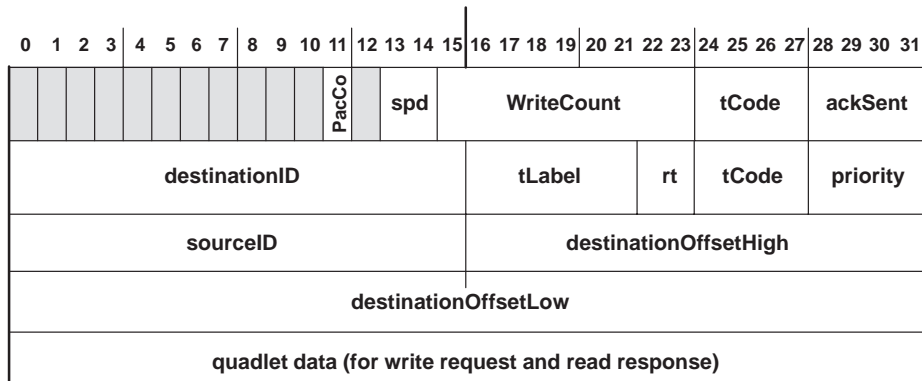 0 1 2 3 4 5 6 7 8 9 10 11 12 13 14 15 16 17 18 19 20 21 22 23 24 25 26 27 28 29 30 31
PacCo spd WriteCount tCode ackSent
destinationID tLabel rt tCode priority
sourceID destinationOffsetHigh
destinationOffsetLow
quadlet data (for write request and read response)